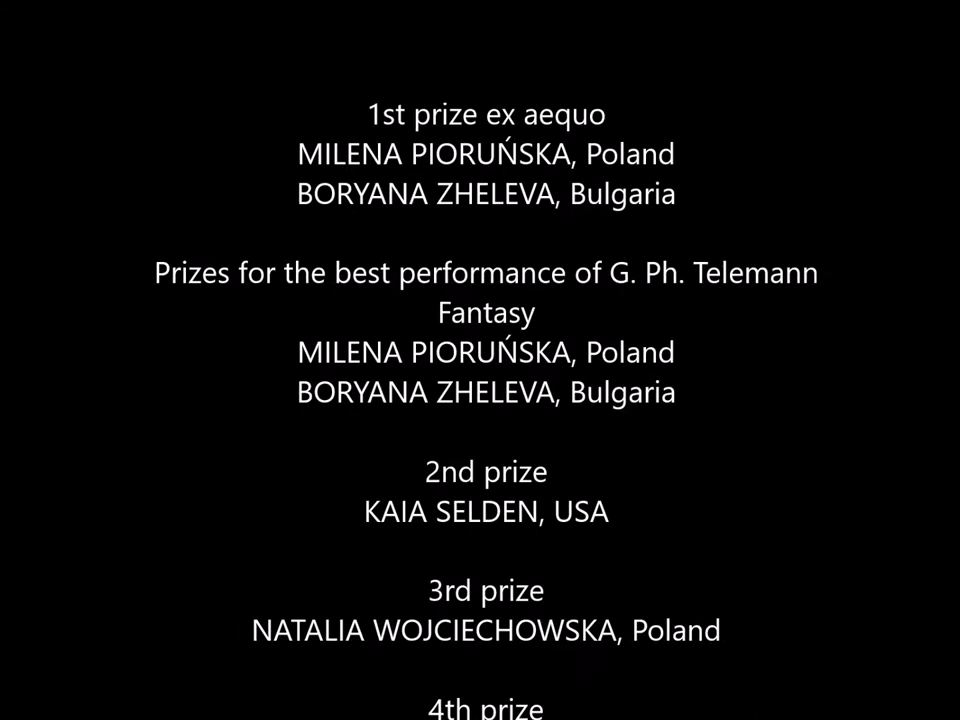 1st prize ex aequo
MILENA PIORUŃSKA, Poland
BORYANA ZHELEVA, Bulgaria
Prizes for the best performance of G. Ph. Telemann
Fantasy
MILENA PIORUŃSKA, Poland
BORYANA ZHELEVA, Bulgaria
2nd prize
KAIA SELDEN, USA
3rd prize
NATALIA WOJCIECHOWSKA, Poland
4th prize